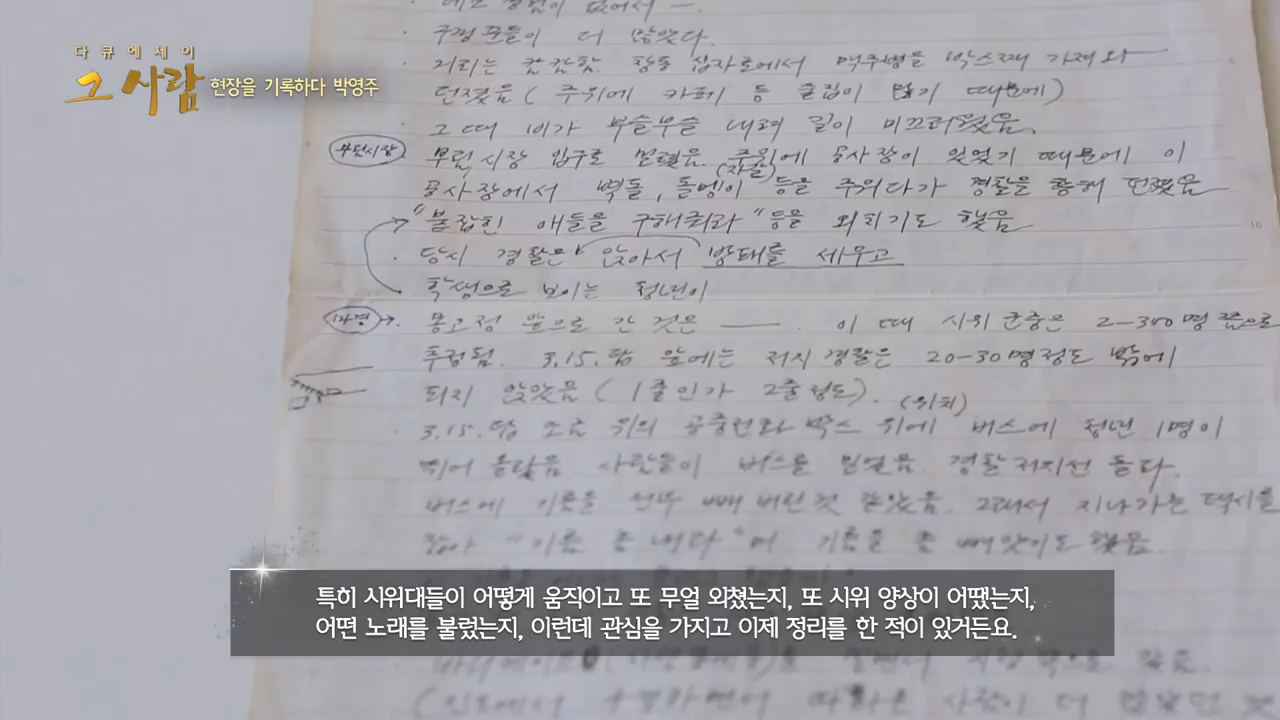 다큐에세이
그 사람 현장을 기록하다 박영주
· 데모 경험이 없어서 —.
· 구경꾼들이 더 많았다.
· 거리는 캄캄함. 창동 십자로에서 맥주병을 박스째 가져와
던졌음 ( 주위에 카페 등 술집이 많기 때문에)
· 그 때 비가 부슬부슬 내려 길이 미끄러웠음.
부림시장
부림시장 입구로 밀렸음. 주위에 공사장이 있었기 때문에 이
(자갈)
공사장에서 벽돌, 돌멩이 등을 주워다가 경찰을 향해 던졌음
"붙잡힌 애들을 구해줘라" 등을 외치기도 했음
· 당시 경찰은 앉아서 방패를 세우고
학생으로 보이는 청년이
몽고정 앞으로 간 것은 ——. 이 때 시위 군중은 2-300명 쯤으로
추정됨. 3.15.탑 앞에는 저지 경찰은 20-30명정도 밖에
되지 않았음 ( 1줄인가 2줄정도).
(위치)
· 3.15.탑 조금 위의 공중전화 박스 위에 버스에 청년 1명이
뛰어 올랐음 사람들이 버스를 밀었음. 경찰저지선 뚫다.
버스에 기름을 전부 빼 버린 것 같았음. 그래서 지나가는 택시를
잡아 "기름 좀 내다" 며 기름을 좀 빼앗기도 했음.
특히 시위대들이 어떻게 움직이고 또 무얼 외쳤는지, 또 시위 양상이 어땠는지,
어떤 노래를 불렀는지, 이런데 관심을 가지고 이제 정리를 한 적이 있거든요.